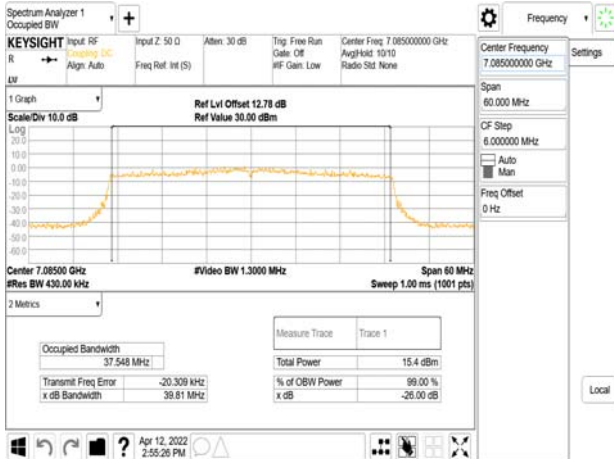 Spectrum Analyzer 1
Occupied BW
Frequency
KEYSIGHT
Input: RF
Coupling: DC
Align: Auto
Input Z: 50 Ω
Freq Ref: Int (S)
Atten: 30 dB
Trig: Free Run
Gate: Off
#IF Gain: Low
Center Freq: 7.085000000 GHz
Avg|Hold: 10/10
Radio Std: None
R
LXI
Center Frequency
7.085000000 GHz
Settings
Span
60.000 MHz
CF Step
6.000000 MHz
Auto
Man
Freq Offset
0 Hz
Local
1 Graph
Scale/Div 10.0 dB
Ref Lvl Offset 12.78 dB
Ref Value 30.00 dBm
Log
20.0
10.0
0.00
-10.0
-20.0
-30.0
-40.0
-50.0
-60.0
Center 7.08500 GHz
#Res BW 430.00 kHz
#Video BW 1.3000 MHz
Span 60 MHz
Sweep 1.00 ms (1001 pts)
2 Metrics
Measure Trace Trace 1
Occupied Bandwidth
37.548 MHz
Total Power 15.4 dBm
Transmit Freq Error -20.309 kHz
% of OBW Power 99.00 %
x dB Bandwidth 39.81 MHz
x dB -26.00 dB
?
Apr 12, 2022
2:55:26 PM